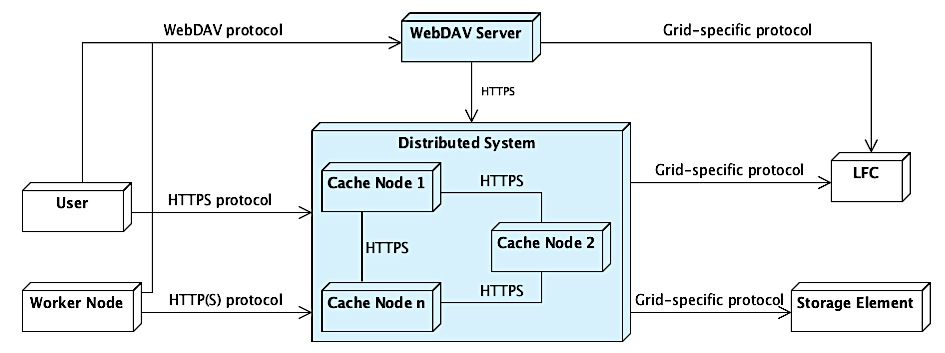 WebDAV protocol
WebDAV Server
Grid-specific protocol
HTTPS
Distributed System
Cache Node 1
HTTPS
Grid-specific protocol
LFC
User
HTTPS protocol
HTTPS
Cache Node 2
Worker Node
HTTP(S) protocol
Cache Node n
HTTPS
Grid-specific protocol
Storage Element